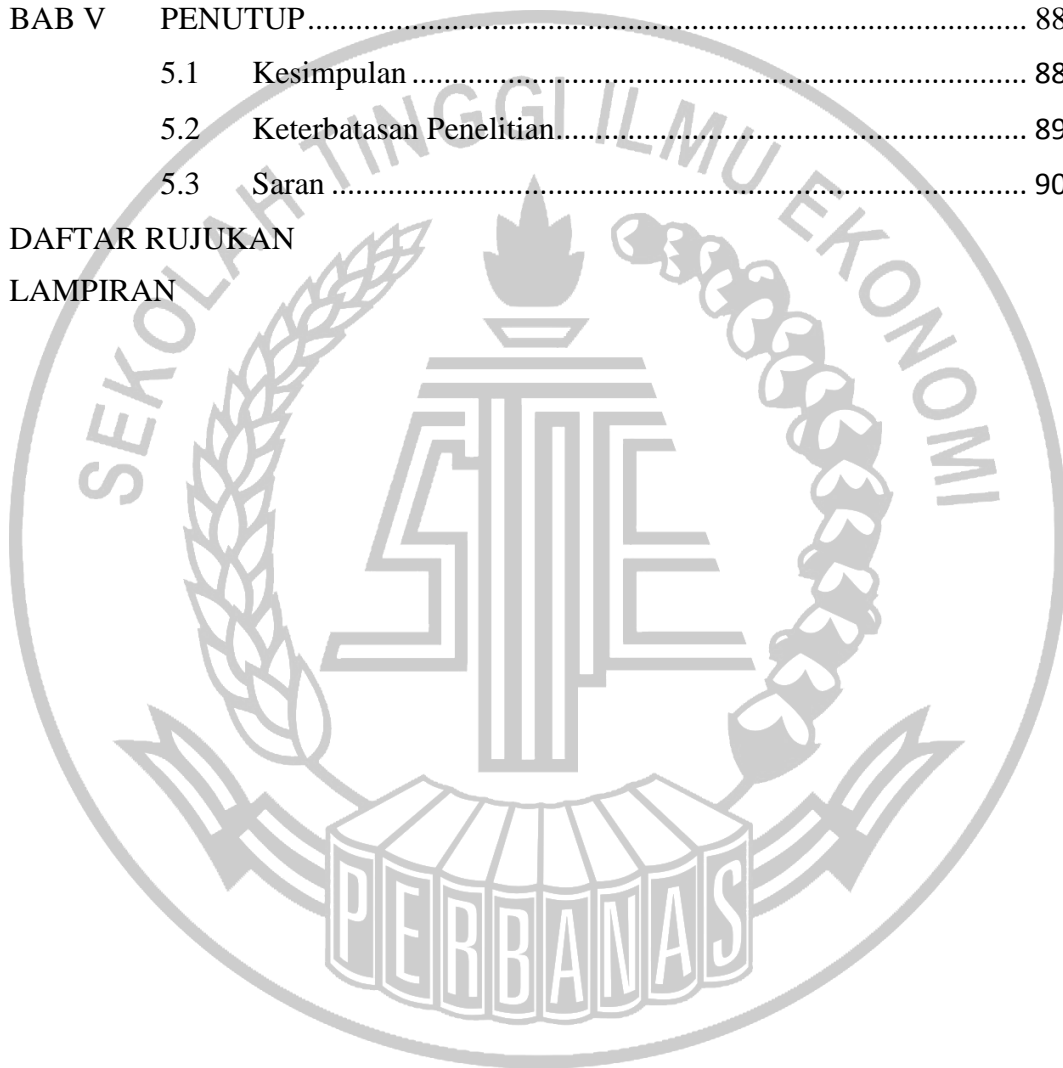 BAB V PENUTUP.......................................................................................... 88
5.1 Kesimpulan ............................................................................. 88
5.2 Keterbatasan Penelitian........................................................... 89
5.3 Saran ....................................................................................... 90
DAFTAR RUJUKAN
LAMPIRAN
SEKOLAH TINGGI ILMU EKONOMI
STIE
PERBANAS